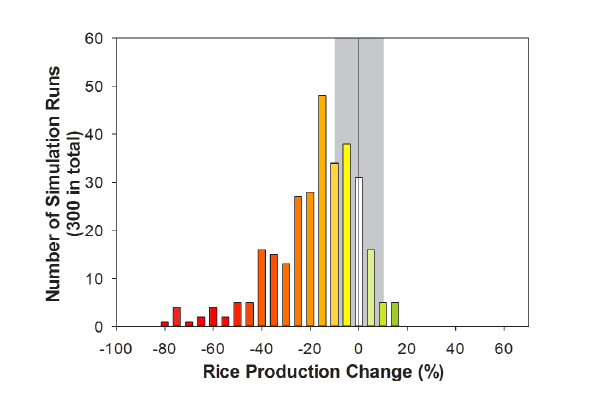 Number of Simulation Runs
(300 in total)
60
50
40
30
20
10
0
-100 -80 -60 -40 -20 0 20 40 60
Rice Production Change (%)